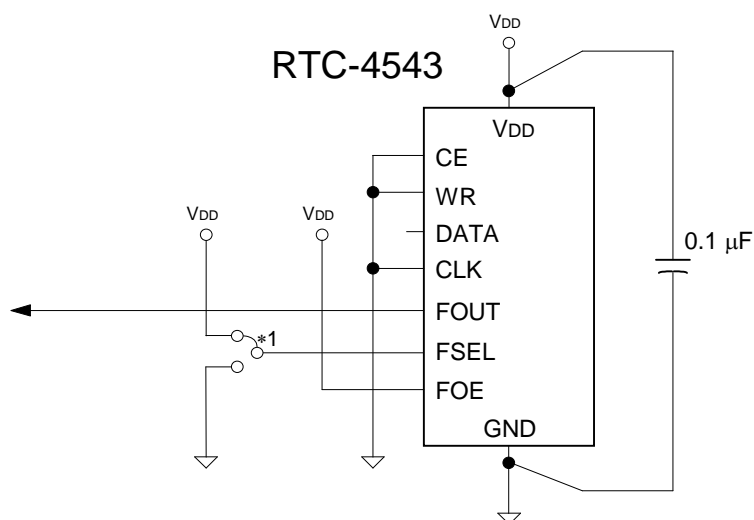 VDD
RTC-4543
VDD
CE
WR
VDD
VDD
DATA
0.1 μF
CLK
FOUT
*1
FSEL
FOE
GND